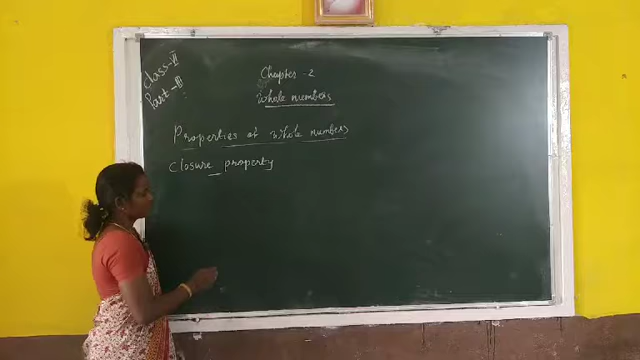 Class-VI
Part-III
Chapter-2
Whole numbers
Properties of Whole numbers
Closure property